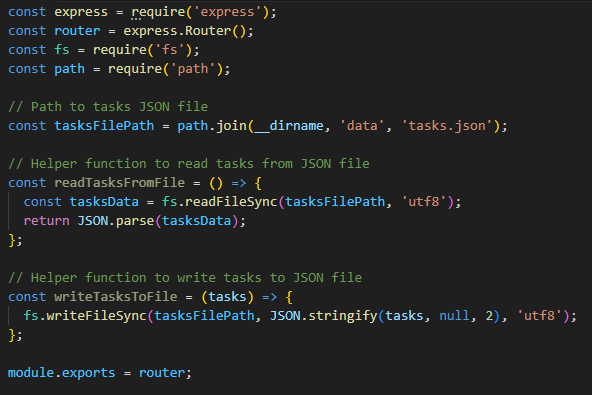 const express = require('express');
const router = express.Router();
const fs = require('fs');
const path = require('path');

// Path to tasks JSON file
const tasksFilePath = path.join(__dirname, 'data', 'tasks.json');

// Helper function to read tasks from JSON file
const readTasksFromFile = () => {
  const tasksData = fs.readFileSync(tasksFilePath, 'utf8');
  return JSON.parse(tasksData);
};

// Helper function to write tasks to JSON file
const writeTasksToFile = (tasks) => {
  fs.writeFileSync(tasksFilePath, JSON.stringify(tasks, null, 2), 'utf8');
};

module.exports = router;